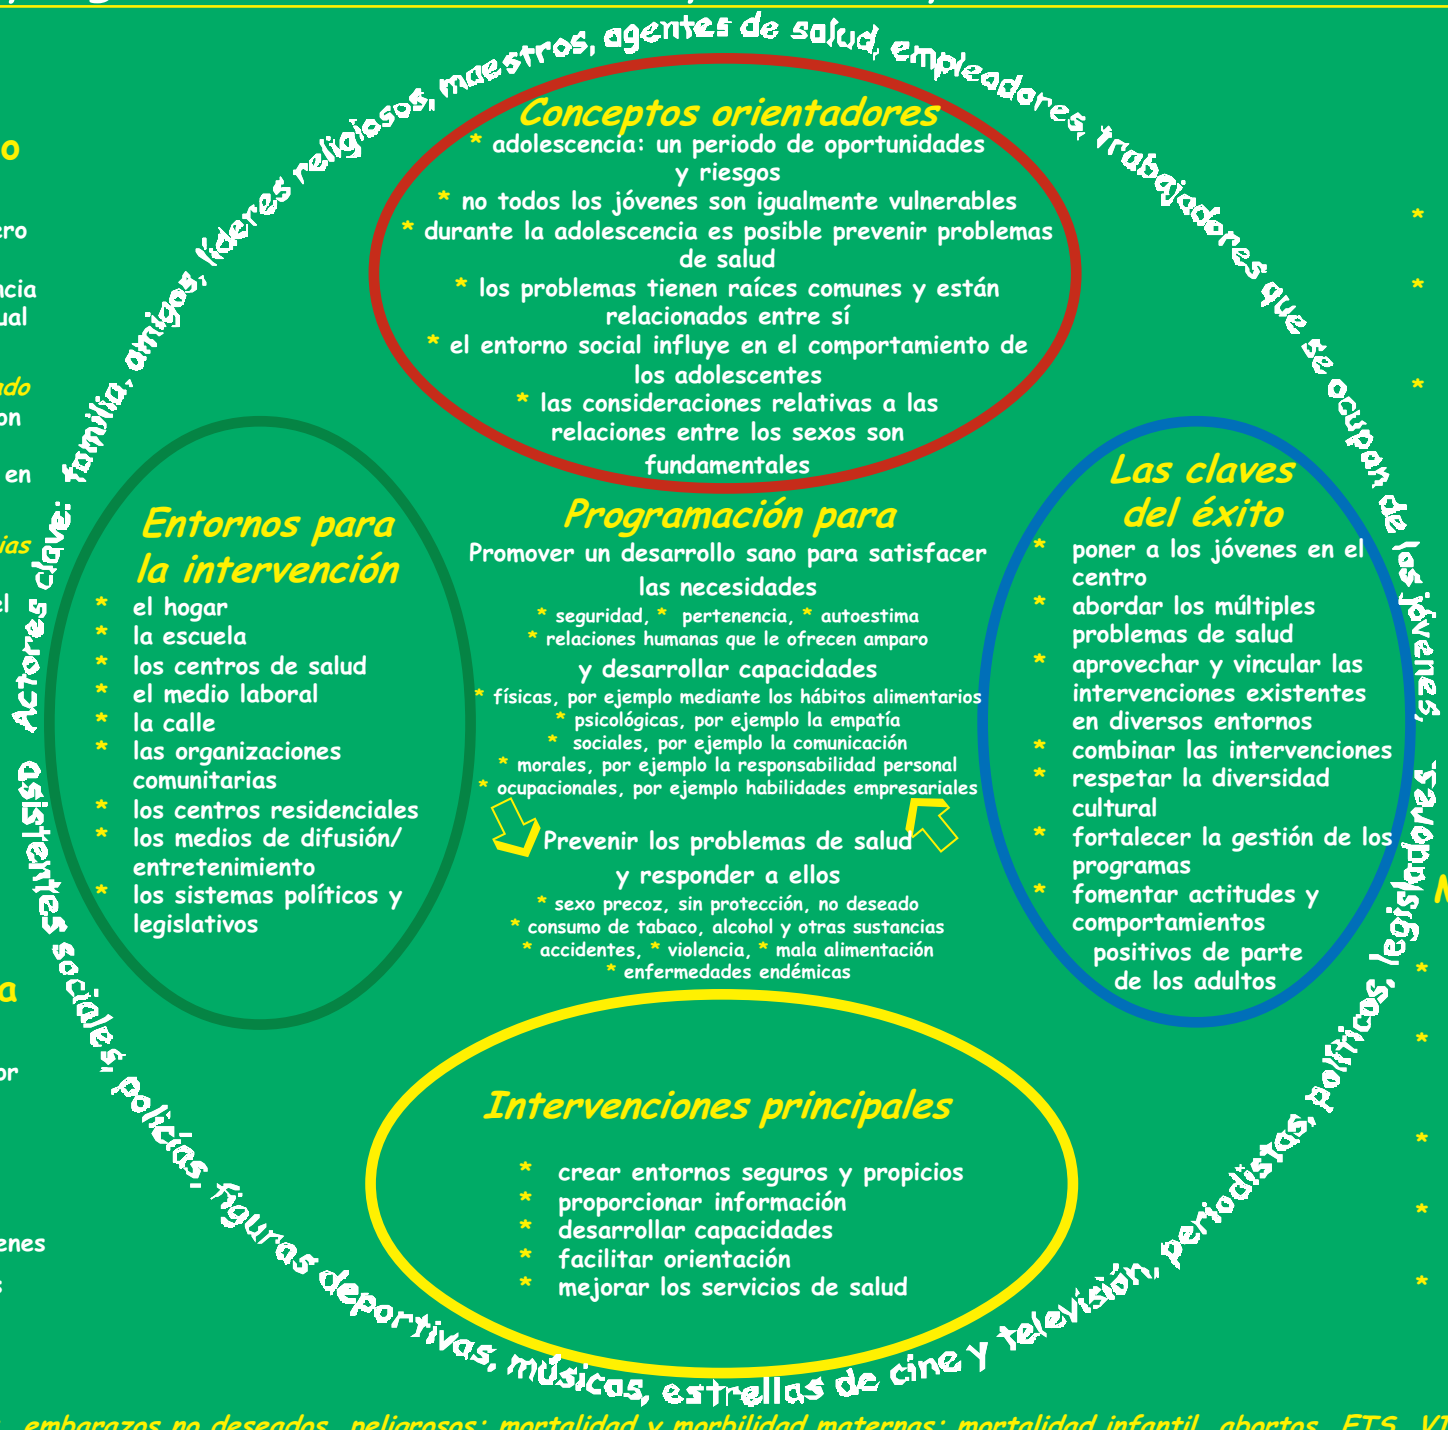 Actores clave: familia, amigos, líderes religiosos, maestros, agentes de salud, empleadores, trabajadores que se ocupan de los jóvenes,
asistentes sociales, policías, figuras deportivas, músicas, estrellas de cine y televisión, periodistas, políticos, legisladores
Conceptos orientadores
* adolescencia: un periodo de oportunidades
y riesgos
* no todos los jóvenes son igualmente vulnerables
* durante la adolescencia es posible prevenir problemas
de salud
* los problemas tienen raíces comunes y están
relacionados entre sí
* el entorno social influye en el comportamiento de
los adolescentes
* las consideraciones relativas a las
relaciones entre los sexos son
fundamentales
Entornos para
la intervención
* el hogar
* la escuela
* los centros de salud
* el medio laboral
* la calle
* las organizaciones
comunitarias
* los centros residenciales
* los medios de difusión/
entretenimiento
* los sistemas políticos y
legislativos
Programación para
Promover un desarrollo sano para satisfacer
las necesidades
* seguridad, * pertenencia, * autoestima
* relaciones humanas que le ofrecen amparo
y desarrollar capacidades
* físicas, por ejemplo mediante los hábitos alimentarios
* psicológicas, por ejemplo la empatía
* sociales, por ejemplo la comunicación
* morales, por ejemplo la responsabilidad personal
* ocupacionales, por ejemplo habilidades empresariales
Prevenir los problemas de salud
y responder a ellos
* sexo precoz, sin protección, no deseado
* consumo de tabaco, alcohol y otras sustancias
* accidentes, * violencia, * mala alimentación
* enfermedades endémicas
Las claves
del éxito
* poner a los jóvenes en el
centro
* abordar los múltiples
problemas de salud
* aprovechar y vincular las
intervenciones existentes
en diversos entornos
* combinar las intervenciones
* respetar la diversidad
cultural
* fortalecer la gestión de los
programas
* fomentar actitudes y
comportamientos
positivos de parte
de los adultos
Intervenciones principales
* crear entornos seguros y propicios
* proporcionar información
* desarrollar capacidades
* facilitar orientación
* mejorar los servicios de salud
embarazos no deseados, peligrosos; mortalidad y morbilidad maternas; mortalidad infantil, abortos, ETS,